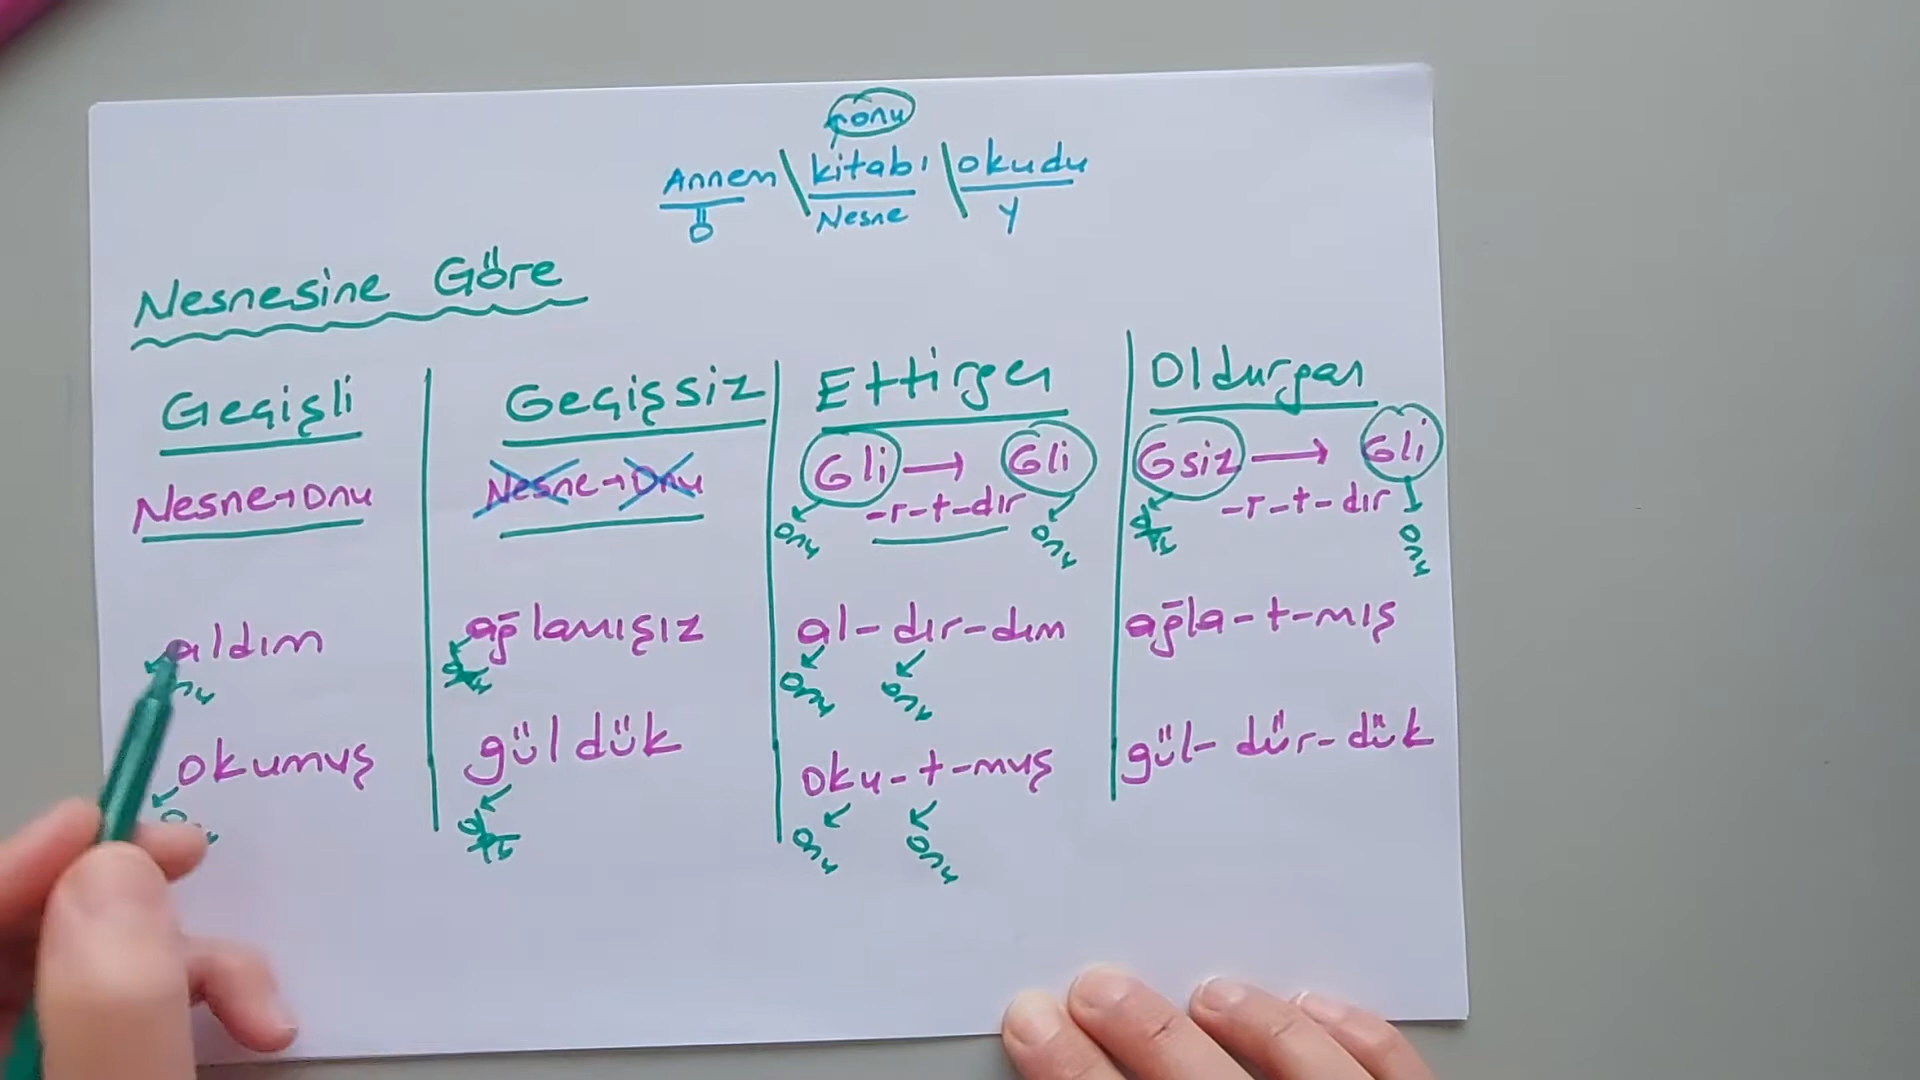 onu
Annem \ kitabı \ okudu
Ö Nesne Y
Nesnesine Göre
Geçişli
Nesne→Onu
aldım
onu
okumuş
Geçişsiz
Nesne→Onu
ağlamışız
onu
güldük
onu
Ettirgen
Gli → Gli
-r-t-dır
onu onu
al-dır-dım
onu onu
oku-t-muş
onu onu
Oldurgan
Gsiz → Gli
-r-t-dır
onu onu
ağla-t-mış
gül-dür-dük